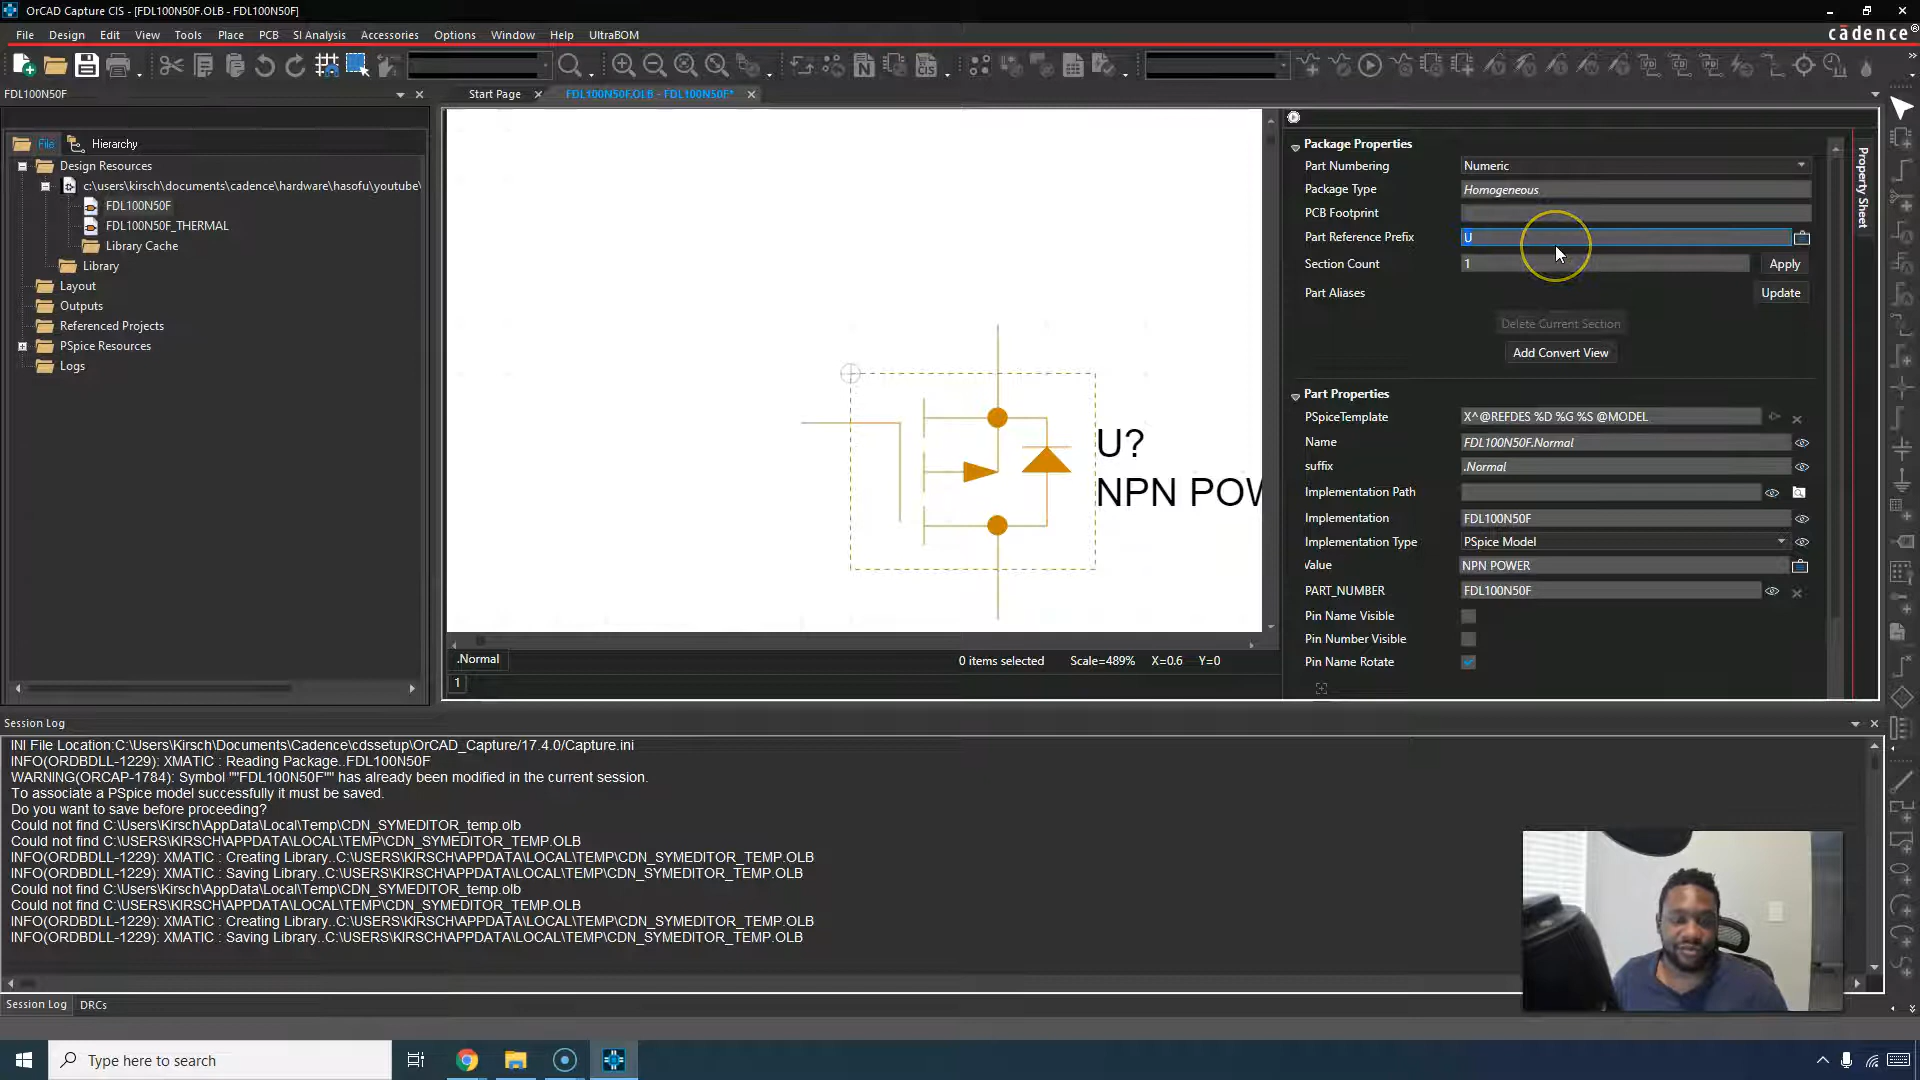 OrCAD Capture CIS - [FDL100N50F.OLB - FDL100N50F]
File Design Edit View Tools Place PCB SI Analysis Accessories Options Window Help UltraBOM
cādence®
FDL100N50F
Start Page
FDL100N50F.OLB - FDL100N50F*
File
Hierarchy
Design Resources
c:\users\kirsch\documents\cadence\hardware\hasofu\youtube\
FDL100N50F
FDL100N50F_THERMAL
Library Cache
Library
Layout
Outputs
Referenced Projects
PSpice Resources
Logs
U?
NPN POW
.Normal
0 items selected
Scale=489%
X=0.6
Y=0
1
Package Properties
Part Numbering Numeric
Package Type Homogeneous
PCB Footprint
Part Reference Prefix U
Section Count 1 Apply
Part Aliases Update
Delete Current Section
Add Convert View
Part Properties
PSpiceTemplate X^@REFDES %D %G %S @MODEL
Name FDL100N50F.Normal
suffix .Normal
Implementation Path
Implementation FDL100N50F
Implementation Type PSpice Model
Value NPN POWER
PART_NUMBER FDL100N50F
Pin Name Visible
Pin Number Visible
Pin Name Rotate
Property Sheet
Session Log
INI File Location:C:\Users\Kirsch\Documents\Cadence\cdssetup\OrCAD_Capture/17.4.0/Capture.ini
INFO(ORDBDLL-1229): XMATIC : Reading Package..FDL100N50F
WARNING(ORCAP-1784): Symbol ""FDL100N50F"" has already been modified in the current session.
To associate a PSpice model successfully it must be saved.
Do you want to save before proceeding?
Could not find C:\Users\Kirsch\AppData\Local\Temp\CDN_SYMEDITOR_temp.olb
Could not find C:\USERS\KIRSCH\APPDATA\LOCAL\TEMP\CDN_SYMEDITOR_TEMP.OLB
INFO(ORDBDLL-1229): XMATIC : Creating Library..C:\USERS\KIRSCH\APPDATA\LOCAL\TEMP\CDN_SYMEDITOR_TEMP.OLB
INFO(ORDBDLL-1229): XMATIC : Saving Library..C:\USERS\KIRSCH\APPDATA\LOCAL\TEMP\CDN_SYMEDITOR_TEMP.OLB
Could not find C:\Users\Kirsch\AppData\Local\Temp\CDN_SYMEDITOR_temp.olb
Could not find C:\USERS\KIRSCH\APPDATA\LOCAL\TEMP\CDN_SYMEDITOR_TEMP.OLB
INFO(ORDBDLL-1229): XMATIC : Creating Library..C:\USERS\KIRSCH\APPDATA\LOCAL\TEMP\CDN_SYMEDITOR_TEMP.OLB
INFO(ORDBDLL-1229): XMATIC : Saving Library..C:\USERS\KIRSCH\APPDATA\LOCAL\TEMP\CDN_SYMEDITOR_TEMP.OLB
Session Log
DRCs
Type here to search